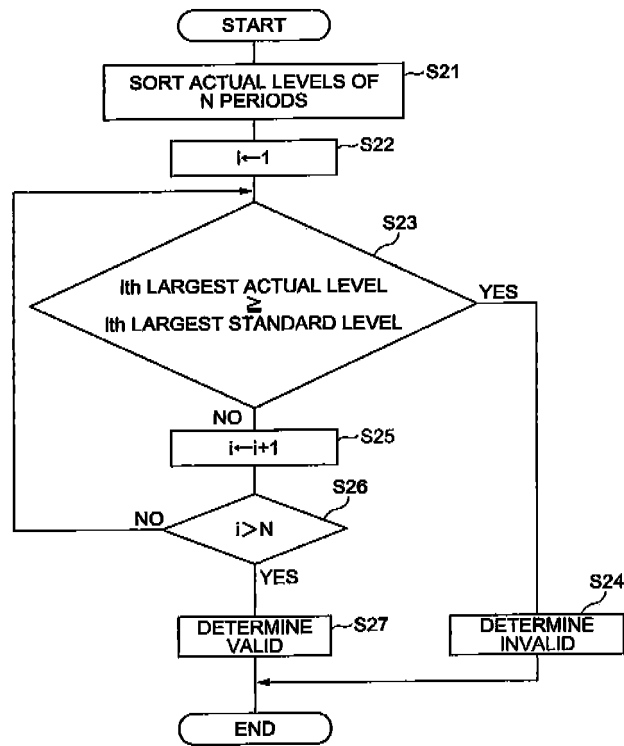 START
SORT ACTUAL LEVELS OF
N PERIODS
S21
i←1
S22
S23
Ith LARGEST ACTUAL LEVEL
≧
Ith LARGEST STANDARD LEVEL
YES
NO
i←i+1
S25
S26
NO
i>N
YES
DETERMINE
VALID
S27
S24
DETERMINE
INVALID
END